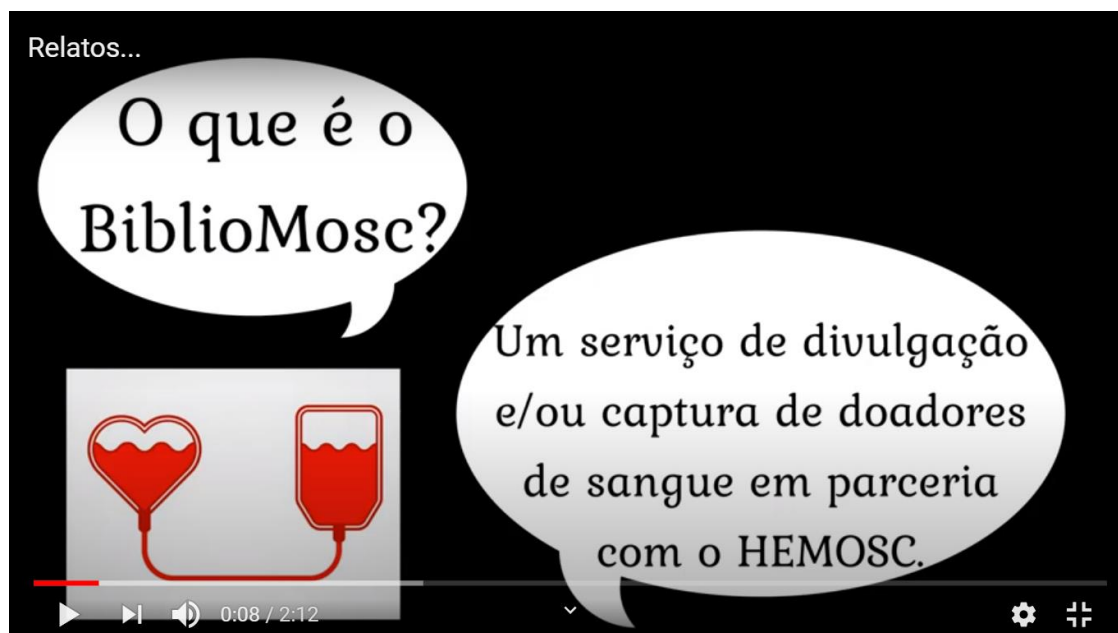 Relatos...
O que é o
BiblioMosc?
Um serviço de divulgação
e/ou captura de doadores
de sangue em parceria
com o HEMOSC.
0:08 / 2:12